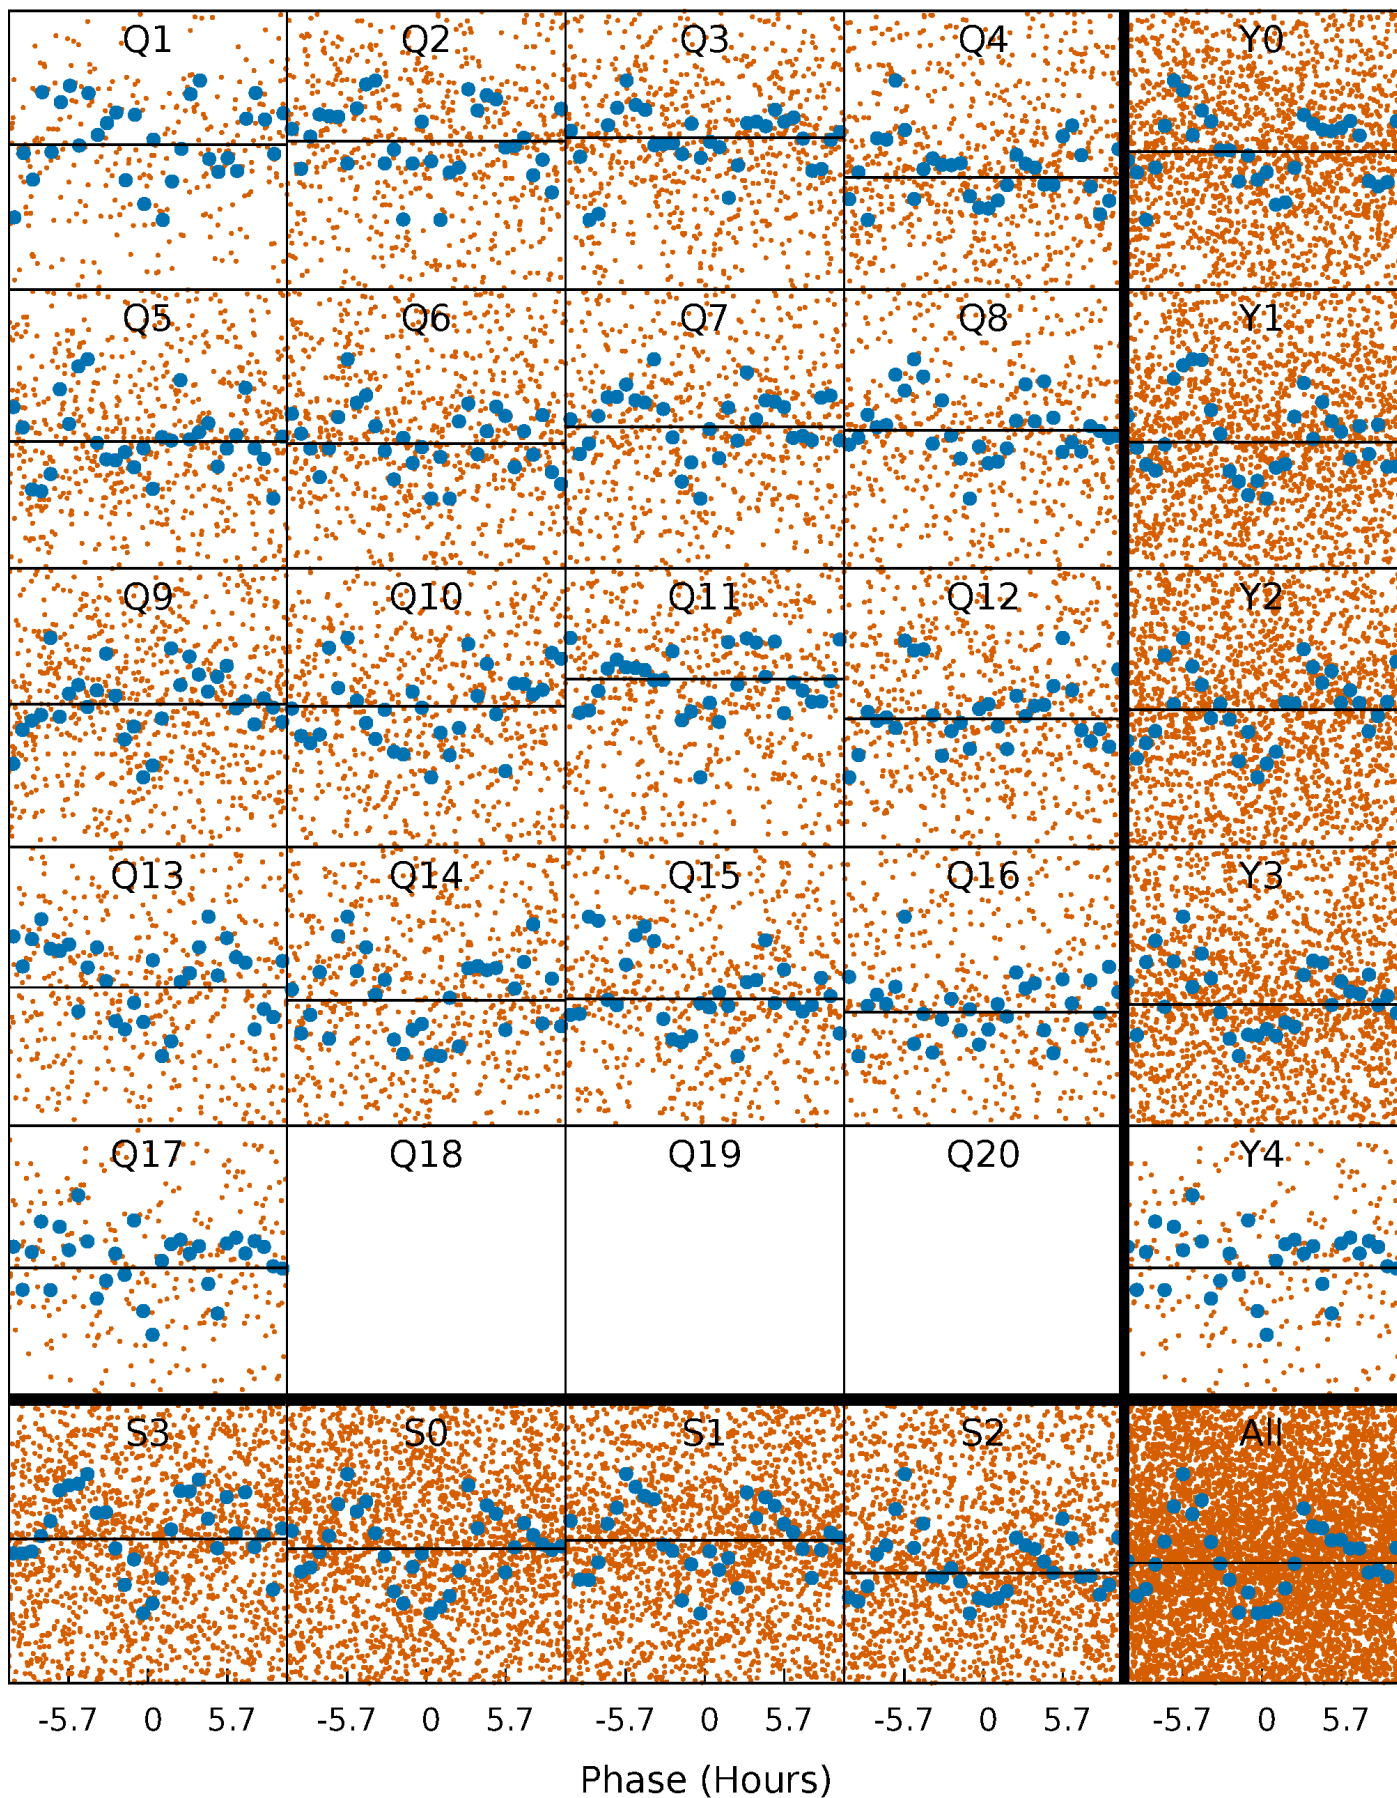 Q1 Q2 Q3 Q4 Y0
Q5 Q6 Q7 Q8 Y1
Q9 Q10 Q11 Q12 Y2
Q13 Q14 Q15 Q16 Y3
Q17 Q18 Q19 Q20 Y4
S3 S0 S1 S2 All
-5.7 0 5.7 -5.7 0 5.7 -5.7 0 5.7 -5.7 0 5.7 -5.7 0 5.7
Phase (Hours)